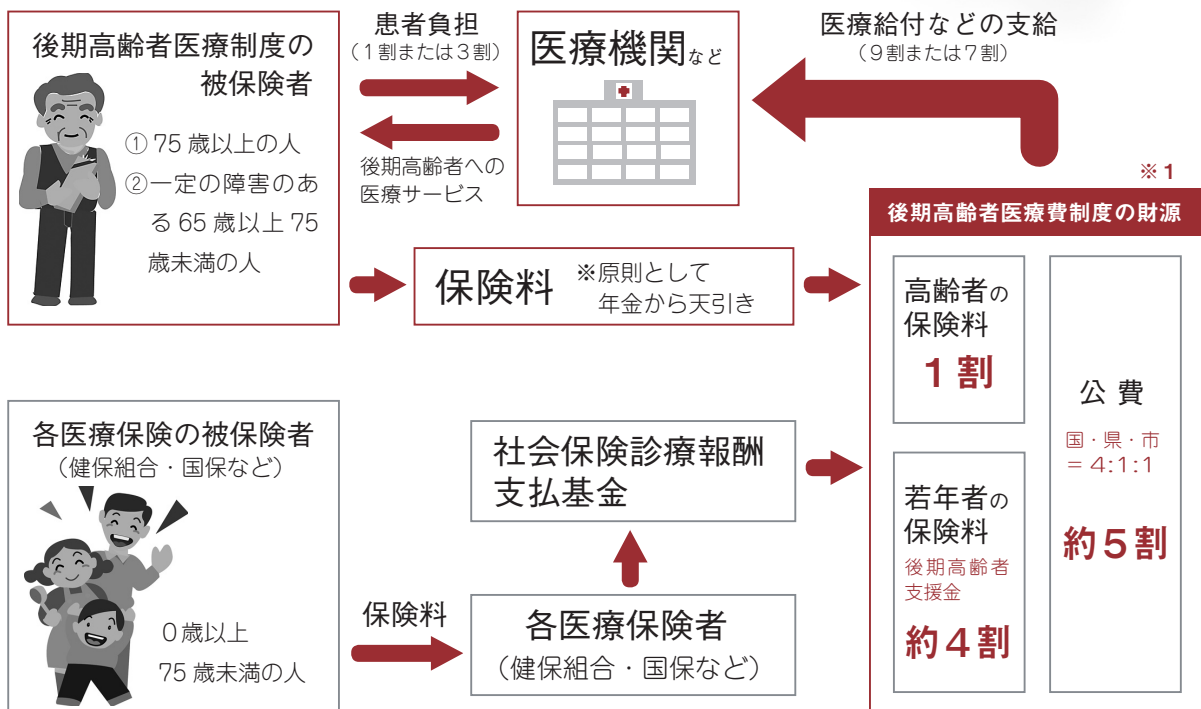 後期高齢者医療制度の
被保険者
① 75 歳以上の人
②一定の障害のあ
る 65 歳以上 75
歳未満の人
患者負担
（1割または3割）
後期高齢者への
医療サービス
医療機関など
医療給付などの支給
（9割または7割）
保険料
※原則として
年金から天引き
※1
後期高齢者医療費制度の財源
高齢者の
保険料
1割
若年者の
保険料
後期高齢者
支援金
約4割
公費
国・県・市
= 4:1:1
約5割
各医療保険の被保険者
（健保組合・国保など）
0歳以上
75 歳未満の人
保険料
社会保険診療報酬
支払基金
各医療保険者
（健保組合・国保など）